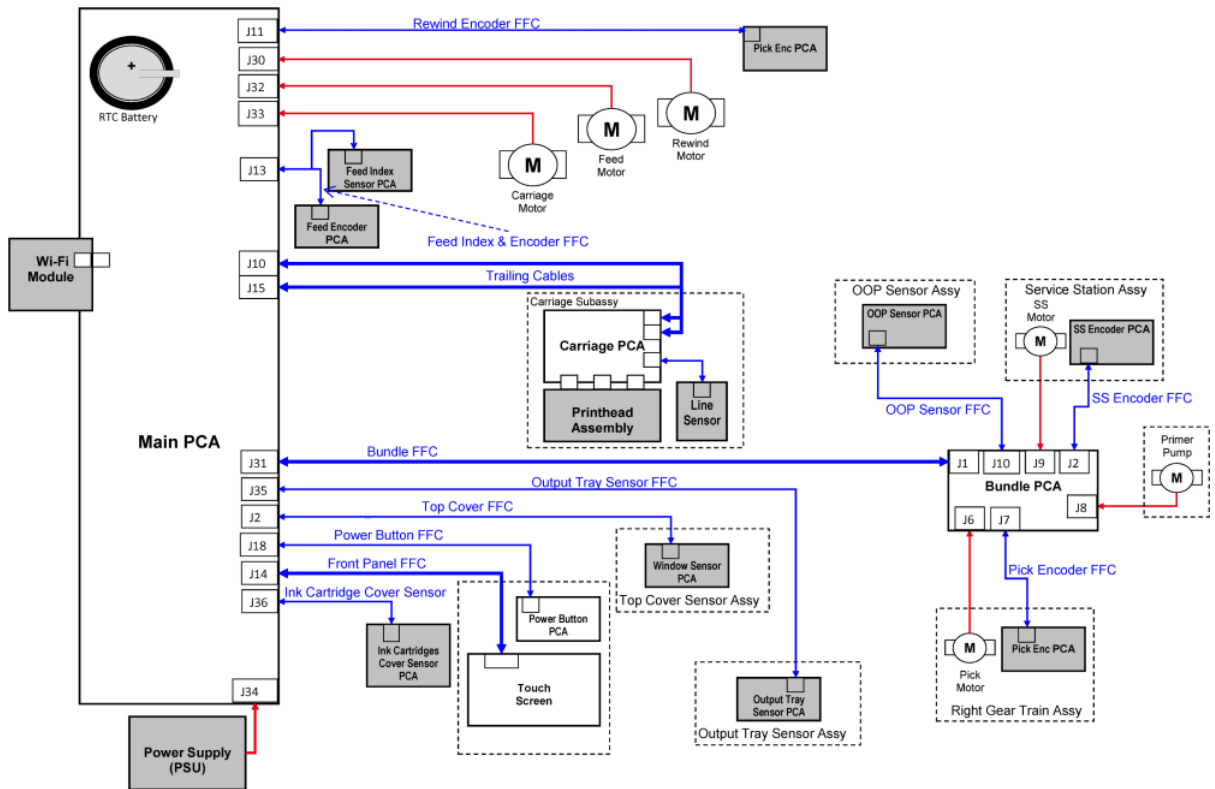 J11
Rewind Encoder FFC
Pick Enc PCA
J30
J32
J33
+
RTC Battery
M
Rewind
Motor
M
Feed
Motor
M
Carriage
Motor
J13
Feed Index
Sensor PCA
Feed Encoder
PCA
Feed Index & Encoder FFC
Wi-Fi
Module
J10
Trailing Cables
J15
Carriage Subassy
Carriage PCA
Printhead
Assembly
Line
Sensor
Main PCA
OOP Sensor Assy
OOP Sensor PCA
OOP Sensor FFC
Service Station Assy
SS
Motor
M
SS Encoder PCA
SS Encoder FFC
J31
Bundle FFC
J1
J10
J9
J2
Bundle PCA
J8
J6
J7
Primer
Pump
M
J35
Output Tray Sensor FFC
J2
Top Cover FFC
J18
Power Button FFC
J14
Front Panel FFC
J36
Ink Cartridge Cover Sensor
Window Sensor
PCA
Top Cover Sensor Assy
Power Button
PCA
Ink Cartridges
Cover Sensor
PCA
Touch
Screen
Pick Encoder FFC
M
Pick
Motor
Pick Enc PCA
Right Gear Train Assy
Output Tray
Sensor PCA
Output Tray Sensor Assy
J34
Power Supply
(PSU)